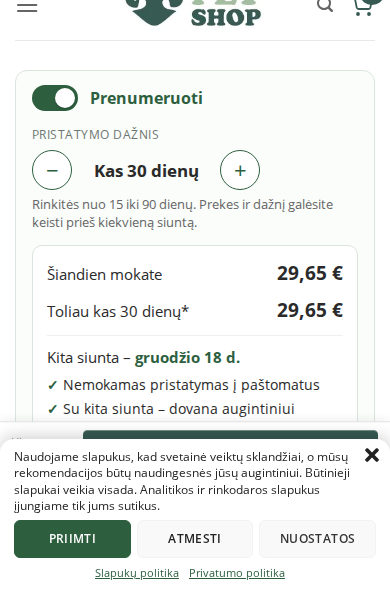 SHOP
Prenumeruoti
PRISTATYMO DAŽNIS
− Kas 30 dienų +
Rinkitės nuo 15 iki 90 dienų. Prekes ir dažnį galėsite
keisti prieš kiekvieną siuntą.
Šiandien mokate 29,65 €
Toliau kas 30 dienų* 29,65 €
Kita siunta – gruodžio 18 d.
✓ Nemokamas pristatymas į paštomatus
✓ Su kita siunta – dovana augintiniui
Naudojame slapukus, kad svetainė veiktų sklandžiai, o mūsų
rekomendacijos būtų naudingesnės jūsų augintiniui. Būtinieji
slapukai veikia visada. Analitikos ir rinkodaros slapukus
įjungiame tik jums sutikus.
PRIIMTI ATMESTI NUOSTATOS
Slapukų politika Privatumo politika